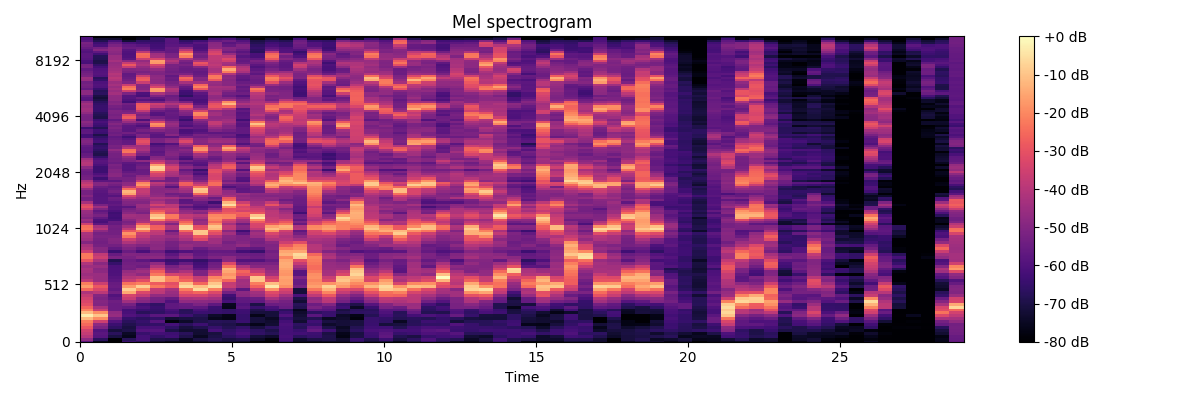 Mel spectrogram
8192
4096
2048
1024
512
0
Hz
0 5 10 15 20 25
Time
+0 dB
-10 dB
-20 dB
-30 dB
-40 dB
-50 dB
-60 dB
-70 dB
-80 dB